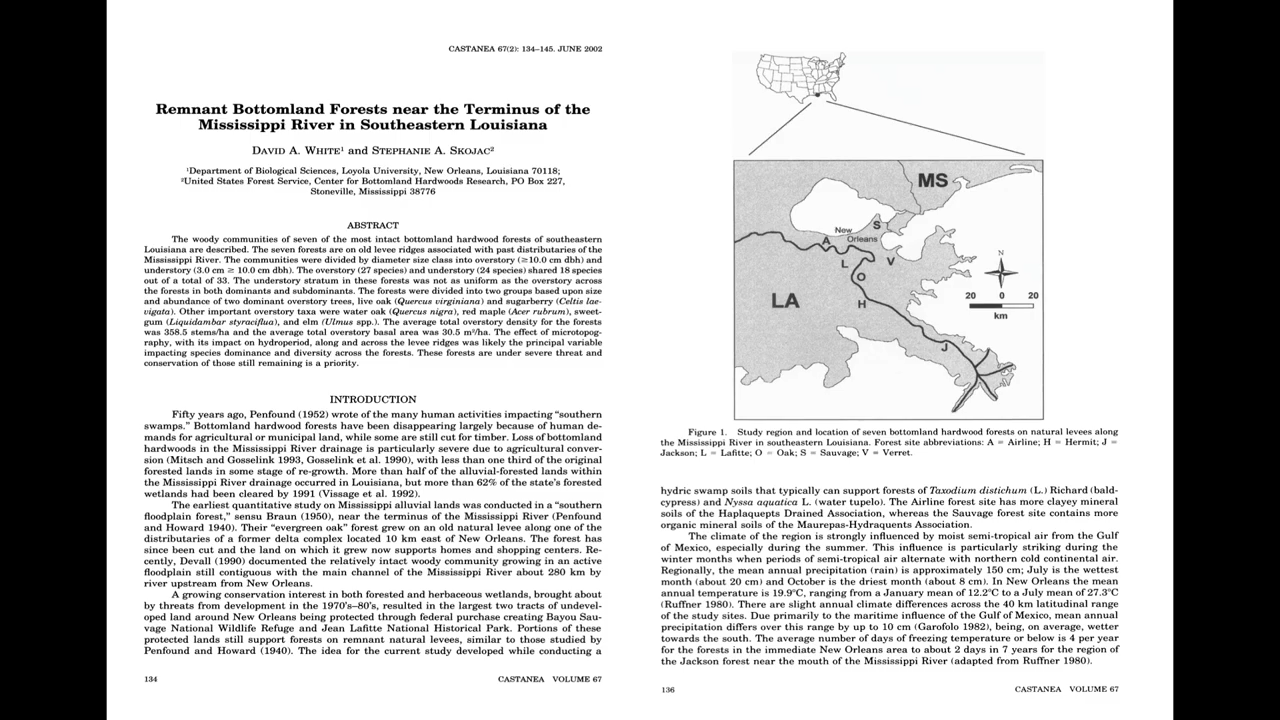 CASTANEA 67(2): 134–145. JUNE 2002
Remnant Bottomland Forests near the Terminus of the
Mississippi River in Southeastern Louisiana
DAVID A. WHITE¹ and STEPHANIE A. SKOJAC²
¹Department of Biological Sciences, Loyola University, New Orleans, Louisiana 70118;
²United States Forest Service, Center for Bottomland Hardwoods Research, PO Box 227,
Stoneville, Mississippi 38776
ABSTRACT
The woody communities of seven of the most intact bottomland hardwood forests of southeastern
Louisiana are described. The seven forests are on old levee ridges associated with past distributaries of the
Mississippi River. The communities were divided by diameter size class into overstory (≥10.0 cm dbh) and
understory (3.0 cm ≥ 10.0 cm dbh). The overstory (27 species) and understory (24 species) shared 18 species
out of a total of 33. The understory stratum in these forests was not as uniform as the overstory across
the forests in both dominants and subdominants. The forests were divided into two groups based upon size
and abundance of two dominant overstory trees, live oak (Quercus virginiana) and sugarberry (Celtis lae-
vigata). Other important overstory taxa were water oak (Quercus nigra), red maple (Acer rubrum), sweet-
gum (Liquidambar styraciflua), and elm (Ulmus spp.). The average total overstory density for the forests
was 358.5 stems/ha and the average total overstory basal area was 30.5 m²/ha. The effect of microtopog-
raphy, with its impact on hydroperiod, along and across the levee ridges was likely the principal variable
impacting species dominance and diversity across the forests. These forests are under severe threat and
conservation of those still remaining is a priority.
INTRODUCTION
Fifty years ago, Penfound (1952) wrote of the many human activities impacting “southern
swamps.” Bottomland hardwood forests have been disappearing largely because of human de-
mands for agricultural or municipal land, while some are still cut for timber. Loss of bottomland
hardwoods in the Mississippi River drainage is particularly severe due to agricultural conver-
sion (Mitsch and Gosselink 1993, Gosselink et al. 1990), with less than one third of the original
forested lands in some stage of re-growth. More than half of the alluvial-forested lands within
the Mississippi River drainage occurred in Louisiana, but more than 62% of the state’s forested
wetlands had been cleared by 1991 (Vissage et al. 1992).
The earliest quantitative study on Mississippi alluvial lands was conducted in a “southern
floodplain forest,” sensu Braun (1950), near the terminus of the Mississippi River (Penfound
and Howard 1940). Their “evergreen oak” forest grew on an old natural levee along one of the
distributaries of a former delta complex located 10 km east of New Orleans. The forest has
since been cut and the land on which it grew now supports homes and shopping centers. Re-
cently, Devall (1990) documented the relatively intact woody community growing in an active
floodplain still contiguous with the main channel of the Mississippi River about 280 km by
river upstream from New Orleans.
A growing conservation interest in both forested and herbaceous wetlands, brought about
by threats from development in the 1970’s–80’s, resulted in the largest two tracts of undevel-
oped land around New Orleans being protected through federal purchase creating Bayou Sau-
vage National Wildlife Refuge and Jean Lafitte National Historical Park. Portions of these
protected lands still support forests on remnant natural levees, similar to those studied by
Penfound and Howard (1940). The idea for the current study developed while conducting a
134
CASTANEA VOLUME 67
MS
S
New
Orleans
A
V
L
O
N
LA
H
20 0 20
km
J
Figure 1. Study region and location of seven bottomland hardwood forests on natural levees along
the Mississippi River in southeastern Louisiana. Forest site abbreviations: A = Airline; H = Hermit; J =
Jackson; L = Lafitte; O = Oak; S = Sauvage; V = Verret.
hydric swamp soils that typically can support forests of Taxodium distichum (L.) Richard (bald-
cypress) and Nyssa aquatica L. (water tupelo). The Airline forest site has more clayey mineral
soils of the Haplaquepts Drained Association, whereas the Sauvage forest site contains more
organic mineral soils of the Maurepas-Hydraquents Association.
The climate of the region is strongly influenced by moist semi-tropical air from the Gulf
of Mexico, especially during the summer. This influence is particularly striking during the
winter months when periods of semi-tropical air alternate with northern cold continental air.
Regionally, the mean annual precipitation (rain) is approximately 150 cm; July is the wettest
month (about 20 cm) and October is the driest month (about 8 cm). In New Orleans the mean
annual temperature is 19.9°C, ranging from a January mean of 12.2°C to a July mean of 27.3°C
(Ruffner 1980). There are slight annual climate differences across the 40 km latitudinal range
of the study sites. Due primarily to the maritime influence of the Gulf of Mexico, mean annual
precipitation differs over this range by up to 10 cm (Garofolo 1982), being, on average, wetter
towards the south. The average number of days of freezing temperature or below is 4 per year
for the forests in the immediate New Orleans area to about 2 days in 7 years for the region of
the Jackson forest near the mouth of the Mississippi River (adapted from Ruffner 1980).
136
CASTANEA VOLUME 67